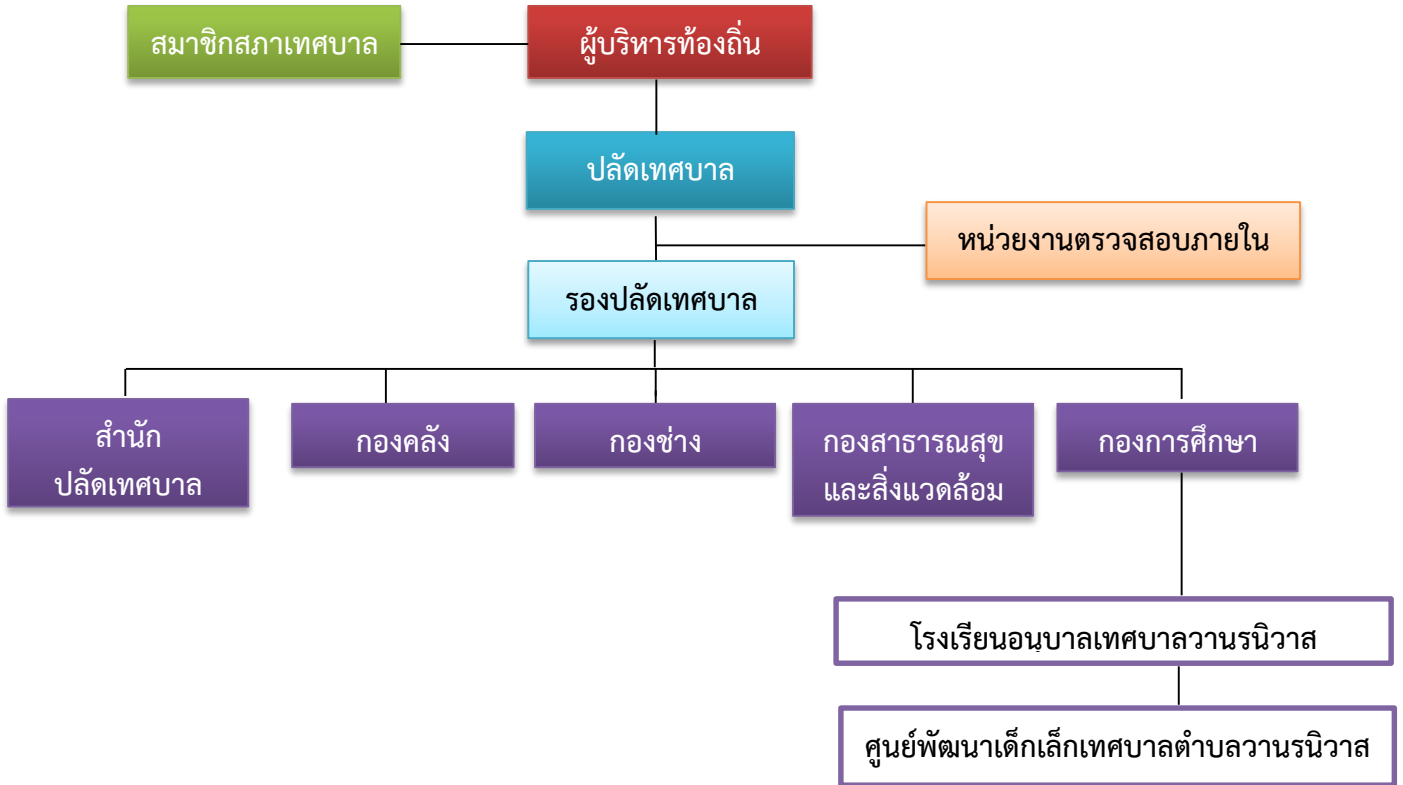 สมาชิกสภาเทศบาล
ผู้บริหารท้องถิ่น
ปลัดเทศบาล
หน่วยงานตรวจสอบภายใน
รองปลัดเทศบาล
สำนัก
ปลัดเทศบาล
กองคลัง
กองช่าง
กองสาธารณสุข
และสิ่งแวดล้อม
กองการศึกษา
โรงเรียนอนุบาลเทศบาลวานรนิวาส
ศูนย์พัฒนาเด็กเล็กเทศบาลตำบลวานรนิวาส